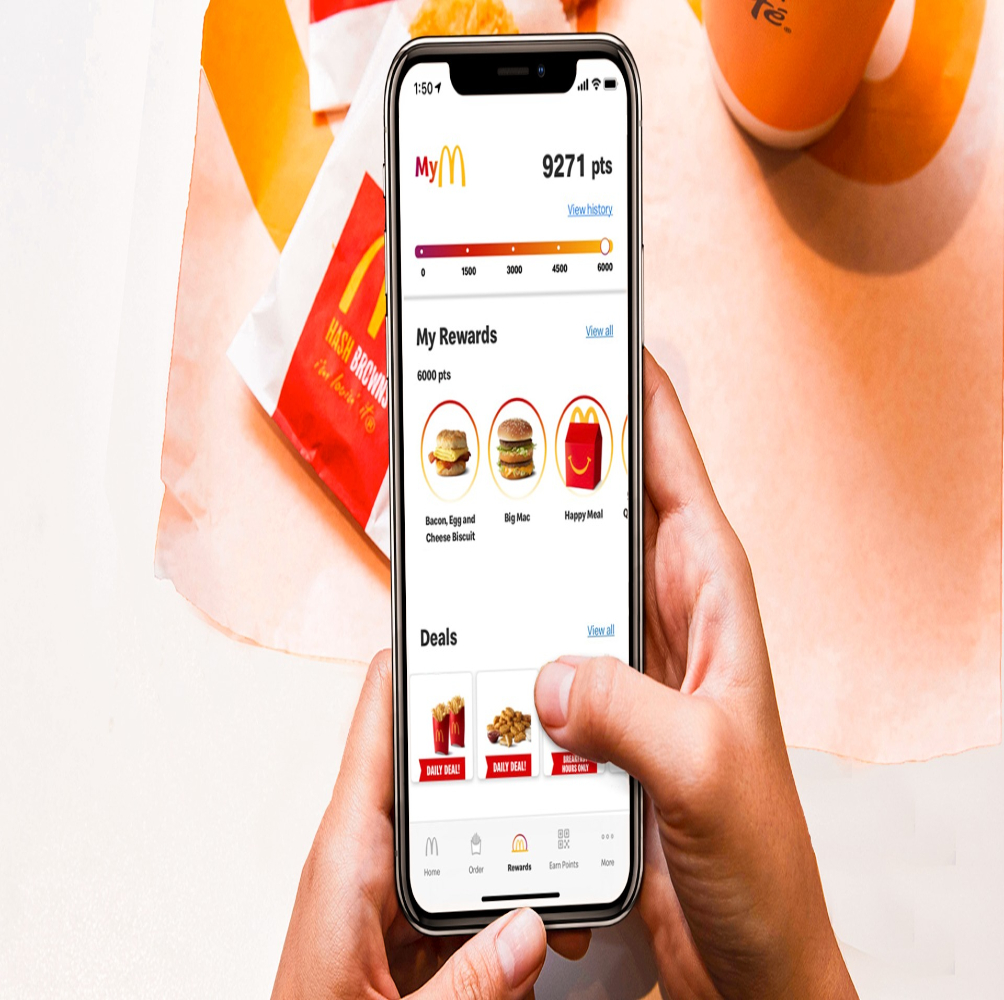 fé®
1:50
My
9271 pts
View history
0 1500 3000 4500 6000
HASH BROWNS
i'm lovin' it®
My Rewards
View all
6000 pts
Bacon, Egg and
Cheese Biscuit
Big Mac
Happy Meal
Q
Deals
View all
DAILY DEAL!
DAILY DEAL!
BREAKFAST
HOURS ONLY
Home
Order
Rewards
Earn Points
More